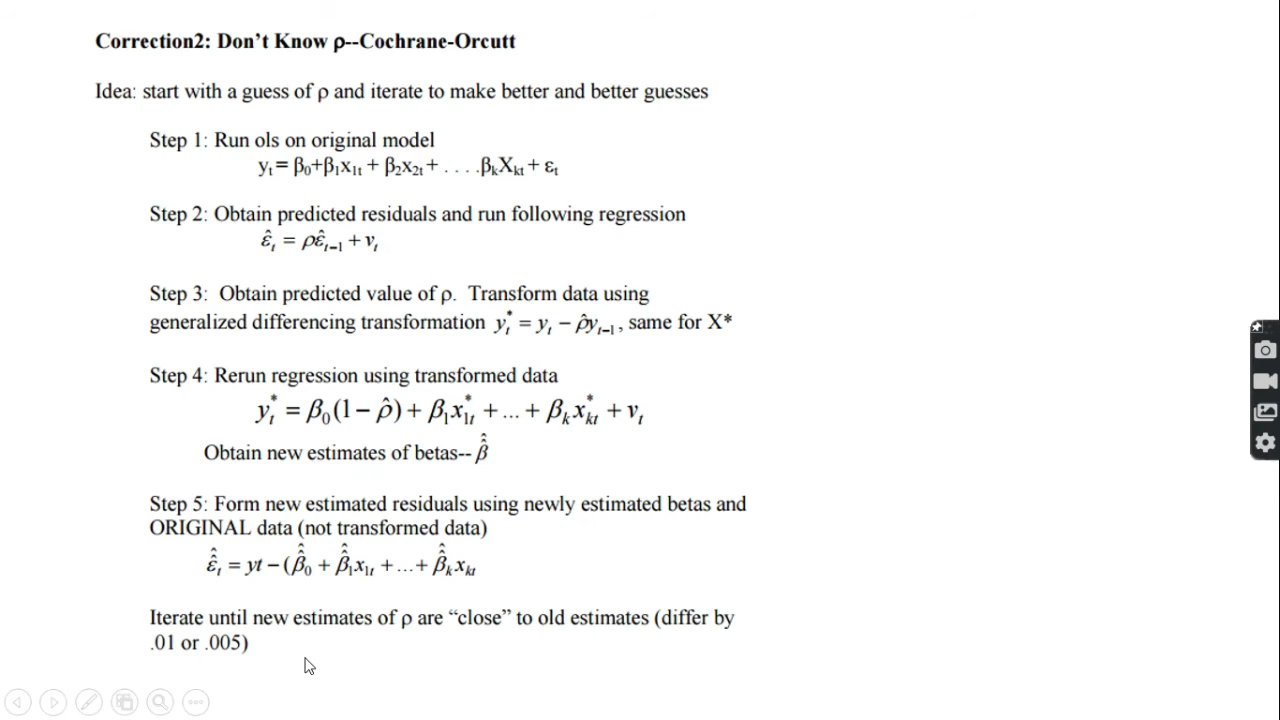 Correction2: Don't Know ρ--Cochrane-Orcutt
Idea: start with a guess of ρ and iterate to make better and better guesses
Step 1: Run ols on original model
yₜ = β₀+β₁x₁ₜ + β₂x₂ₜ + . . . .βₖXₖₜ + εₜ
Step 2: Obtain predicted residuals and run following regression
ε̂ₜ = ρε̂ₜ₋₁ + vₜ
Step 3: Obtain predicted value of ρ. Transform data using
generalized differencing transformation yₜ* = yₜ − ρ̂yₜ₋₁, same for X*
Step 4: Rerun regression using transformed data
yₜ* = β₀(1− ρ̂) + β₁x₁ₜ* + ... + βₖxₖₜ* + vₜ
Obtain new estimates of betas-- β̂̂
Step 5: Form new estimated residuals using newly estimated betas and
ORIGINAL data (not transformed data)
ε̂̂ₜ = yt − (β̂̂₀ + β̂̂₁x₁ₜ + ... + β̂̂ₖxₖₜ
Iterate until new estimates of ρ are “close” to old estimates (differ by
.01 or .005)